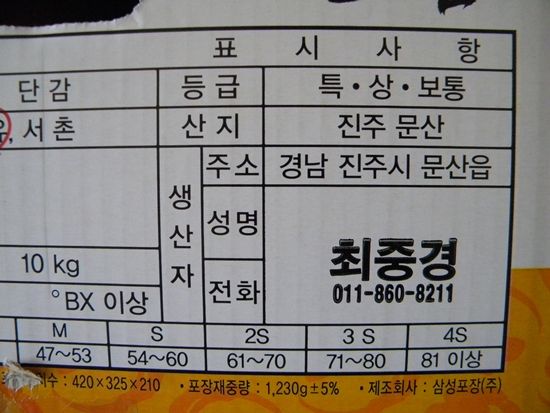 표 시 사 항
단 감 등 급 특·상·보통
, 서 촌 산 지 진주 문산
생산자 주소 경남 진주시 문산읍
성명 최중경
10 kg
전화 011-860-8211
°BX 이상
M S 2S 3 S 4S
47~53 54~60 61~70 71~80 81 이상
치수 : 420×325×210 · 포장재중량 : 1,230g±5% · 제조회사 : 삼성포장(주)